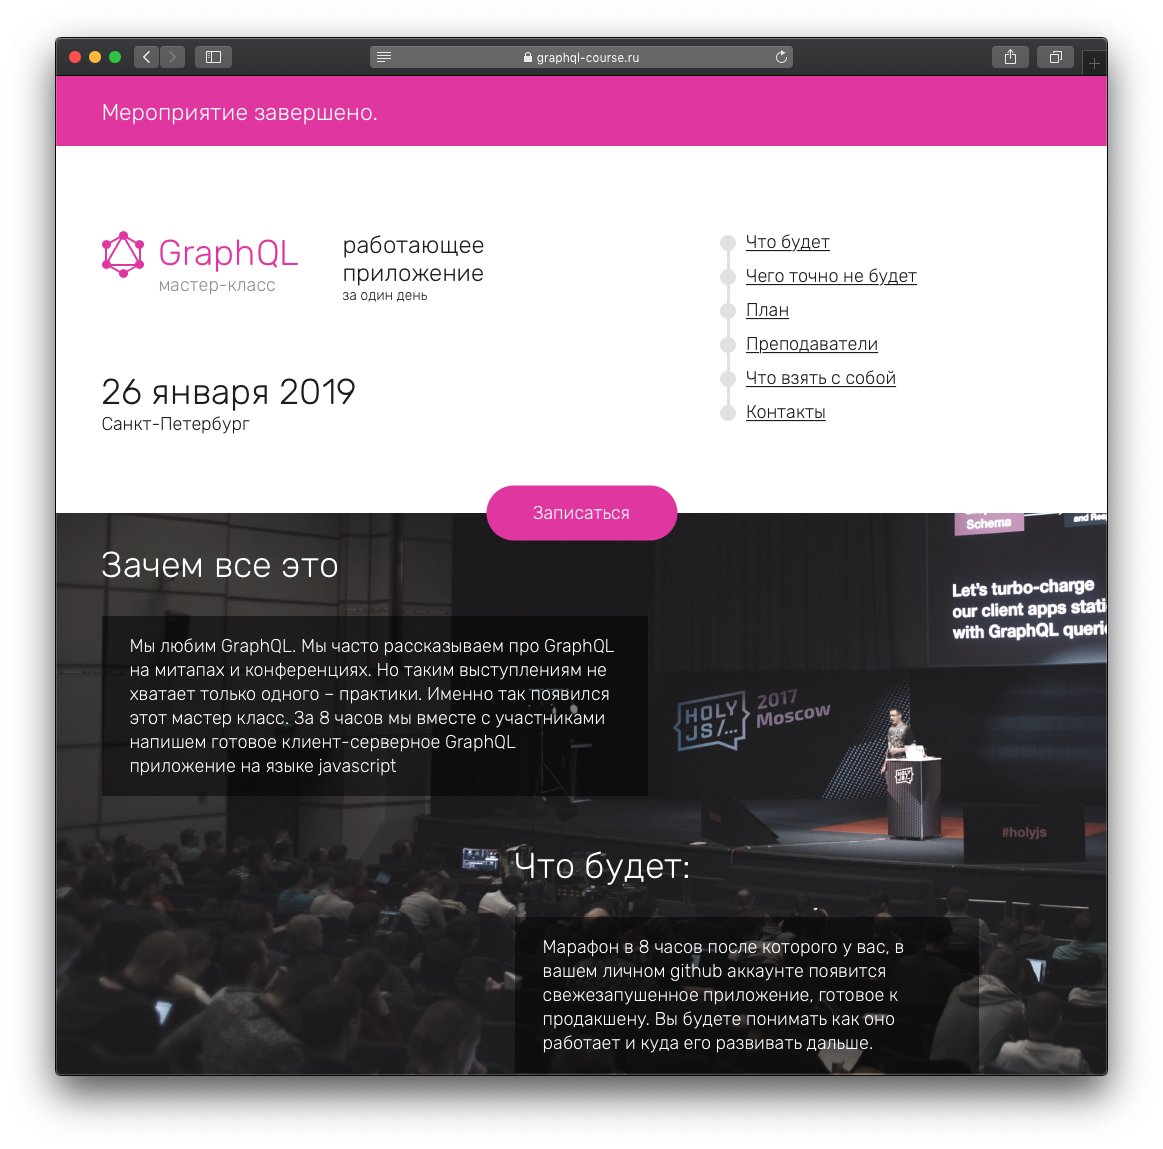 graphql-course.ru
Мероприятие завершено.
GraphQL
мастер-класс
работающее
приложение
за один день
26 января 2019
Санкт-Петербург
Что будет
Чего точно не будет
План
Преподаватели
Что взять с собой
Контакты
Записаться
Зачем все это
Мы любим GraphQL. Мы часто рассказываем про GraphQL
на митапах и конференциях. Но таким выступлениям не
хватает только одного – практики. Именно так появился
этот мастер класс. За 8 часов мы вместе с участниками
напишем готовое клиент-серверное GraphQL
приложение на языке javascript
Schema
and Res
Let's turbo-charge
our client apps stati
with GraphQL querie
HOLY
JS/...
2017
Moscow
HOLY
JS/
#holyjs
Что будет:
Марафон в 8 часов после которого у вас, в
вашем личном github аккаунте появится
свежезапушенное приложение, готовое к
продакшену. Вы будете понимать как оно
работает и куда его развивать дальше.